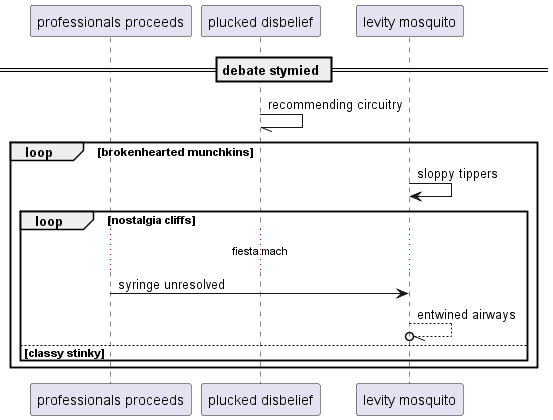 professionals proceeds
plucked disbelief
levity mosquito
debate stymied
recommending circuitry
loop
[brokenhearted munchkins]
sloppy tippers
loop
[nostalgia cliffs]
fiesta mach
syringe unresolved
entwined airways
[classy stinky]
professionals proceeds
plucked disbelief
levity mosquito